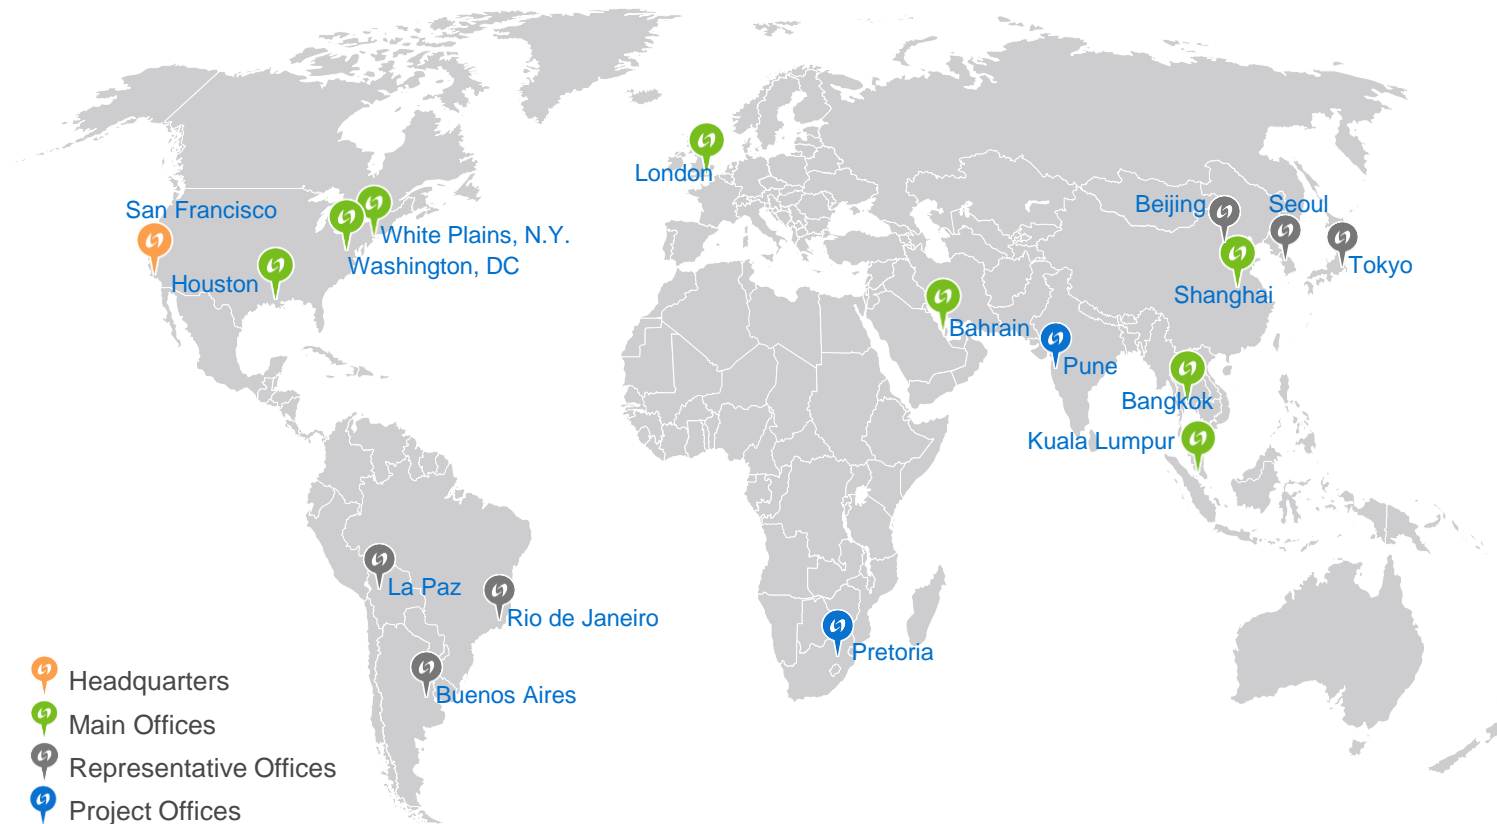 London
San Francisco
Beijing
Seoul
White Plains, N.Y.
Washington, DC
Tokyo
Houston
Shanghai
Bahrain
Pune
Bangkok
Kuala Lumpur
La Paz
Rio de Janeiro
Pretoria
Buenos Aires
Headquarters
Main Offices
Representative Offices
Project Offices